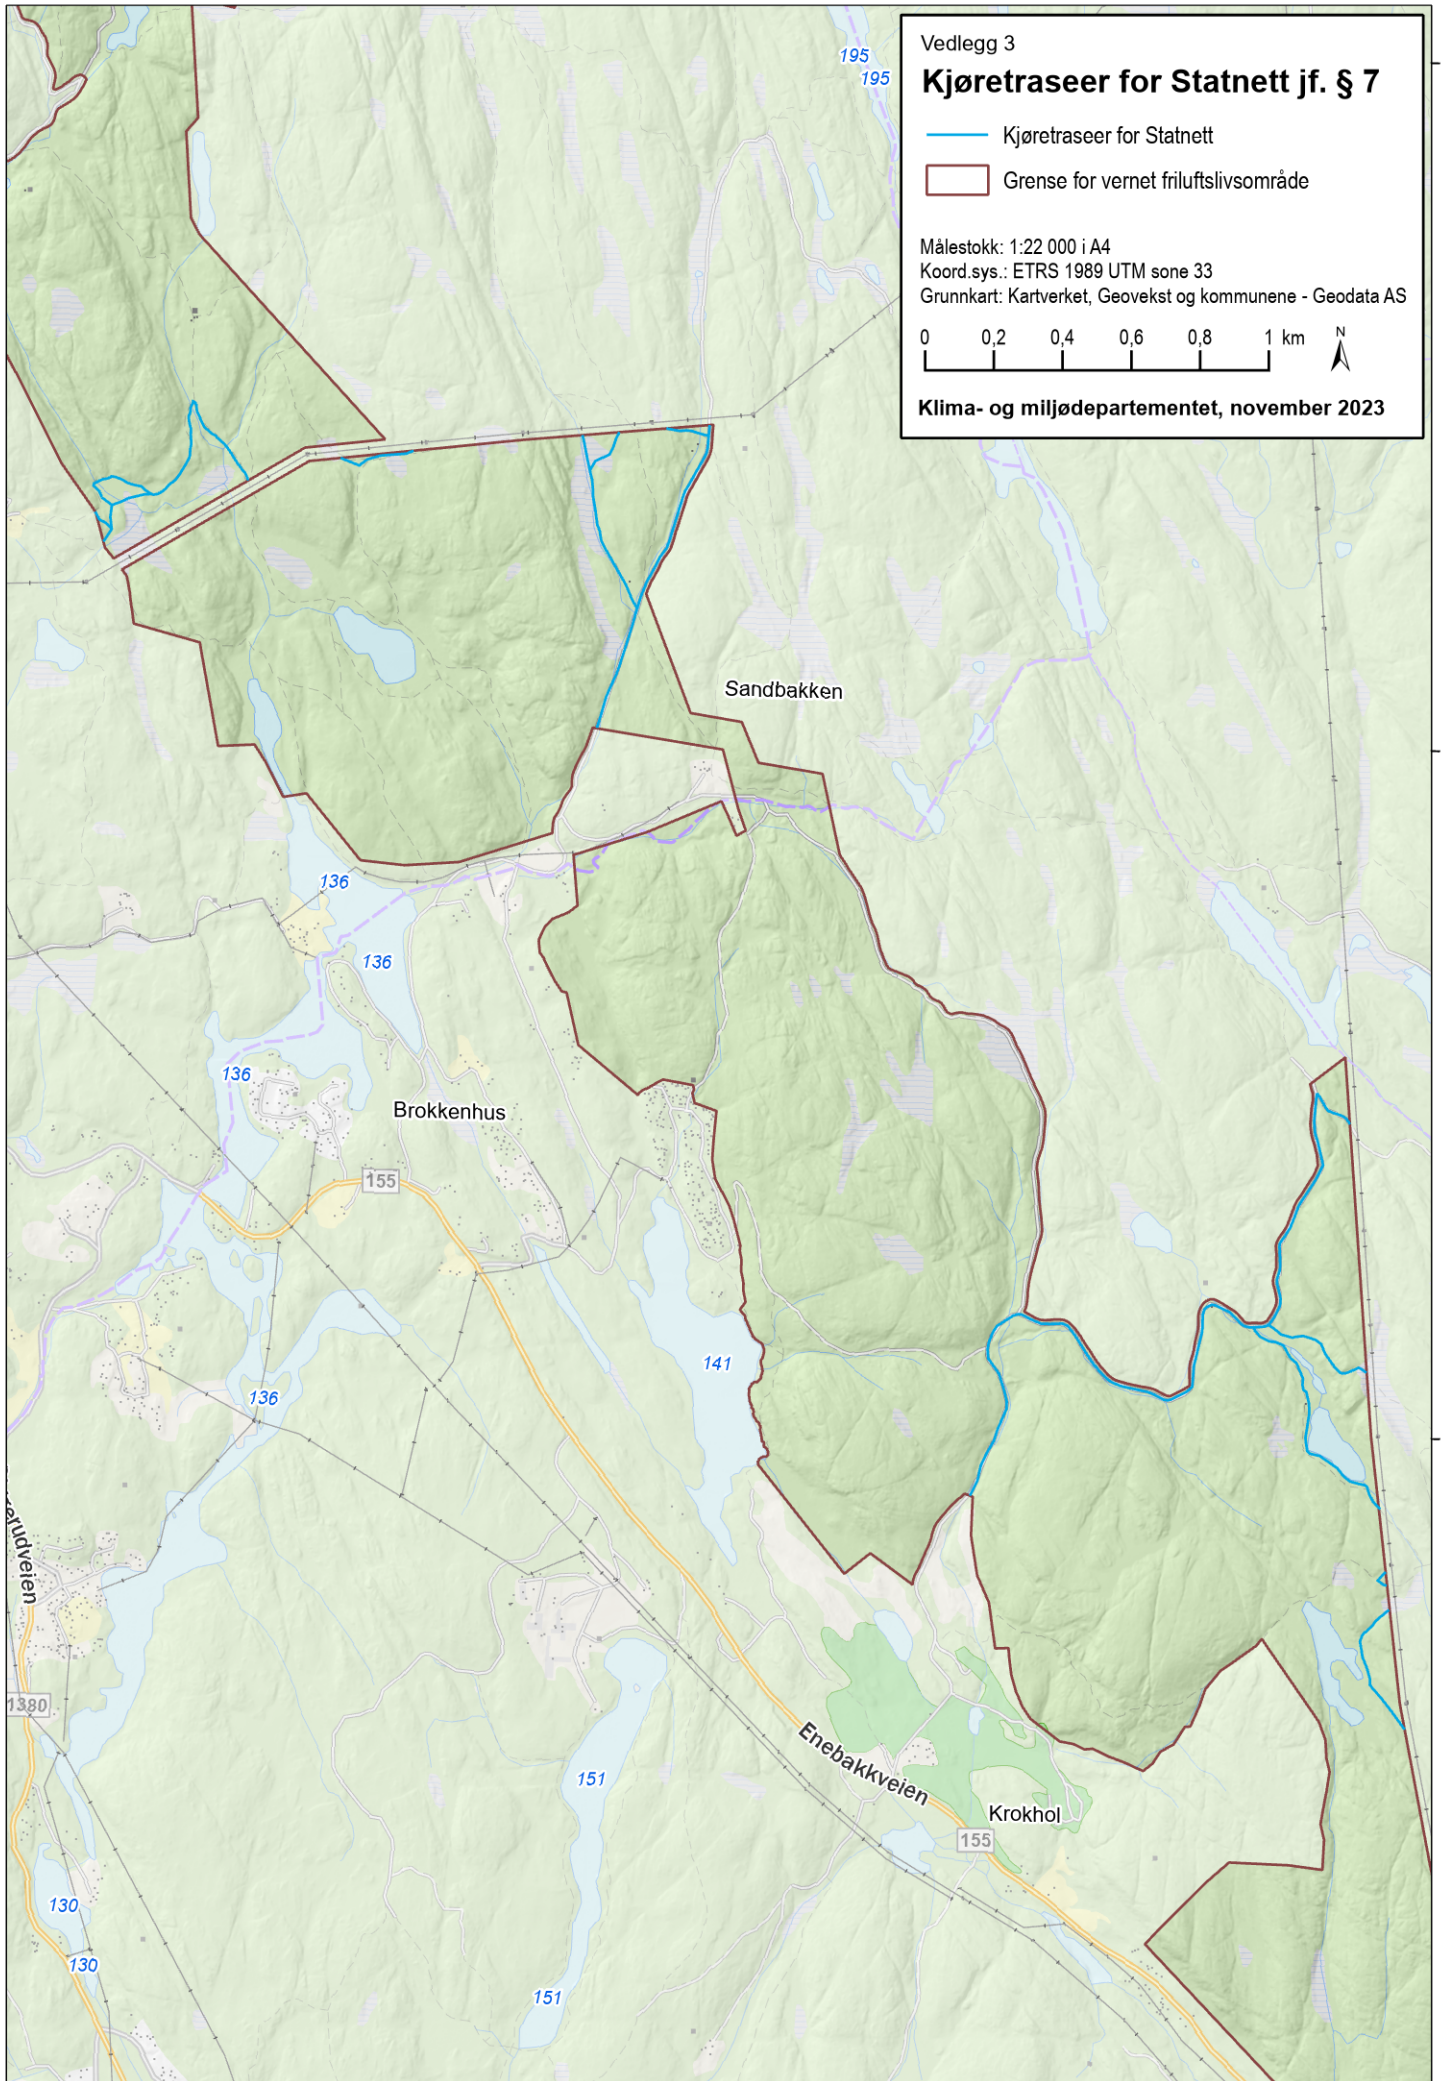 Vedlegg 3
Kjøretraseer for Statnett jf. § 7
Kjøretraseer for Statnett
Grense for vernet friluftslivsområde
Målestokk: 1:22 000 i A4
Koord.sys.: ETRS 1989 UTM sone 33
Grunnkart: Kartverket, Geovekst og kommunene - Geodata AS
0 0,2 0,4 0,6 0,8 1 km
N
Klima- og miljødepartementet, november 2023
195
195
Sandbakken
136
136
136
Brokkenhus
155
141
136
erudveien
1380
Enebakkveien
151
Krokhol
155
130
130
151